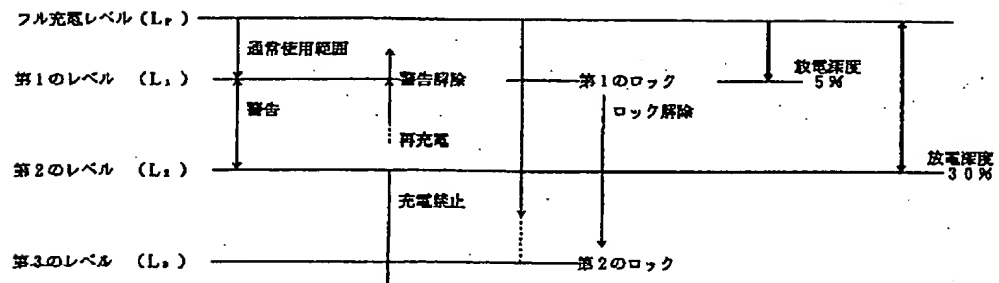 フル充電レベル（LF）
通常使用範囲
第1のレベル （L1）
警告解除
第1のロック
放電深度
5%
警告
ロック解除
再充電
第2のレベル （L2）
放電深度
30%
充電禁止
第3のレベル （L3）
第2のロック